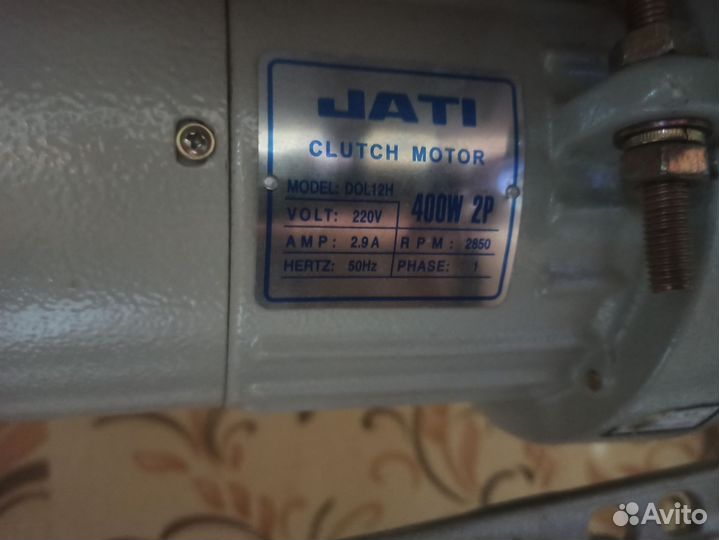 JATI
CLUTCH MOTOR
MODEL: DOL12H
400W 2P
VOLT: 220V
AMP: 2.9A RPM: 2850
HERTZ: 50Hz PHASE: 1
Avito